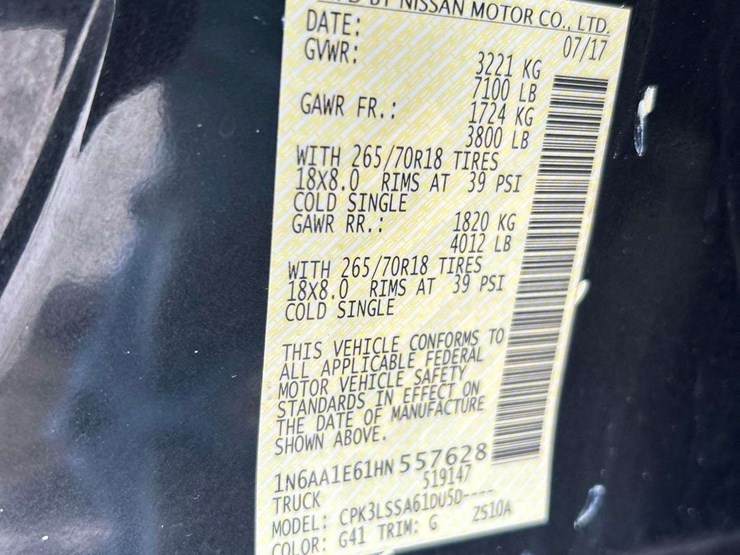 BY NISSAN MOTOR CO., LTD.
DATE: 07/17
GVWR: 3221 KG
7100 LB
GAWR FR.: 1724 KG
3800 LB
WITH 265/70R18 TIRES
18X8.0 RIMS AT 39 PSI
COLD SINGLE
GAWR RR.: 1820 KG
4012 LB
WITH 265/70R18 TIRES
18X8.0 RIMS AT 39 PSI
COLD SINGLE
THIS VEHICLE CONFORMS TO
ALL APPLICABLE FEDERAL
MOTOR VEHICLE SAFETY
STANDARDS IN EFFECT ON
THE DATE OF MANUFACTURE
SHOWN ABOVE.
1N6AA1E61HN557628
TRUCK 519147
MODEL: CPK3LSSA61DU5D----
COLOR: G41 TRIM: G ZS10A